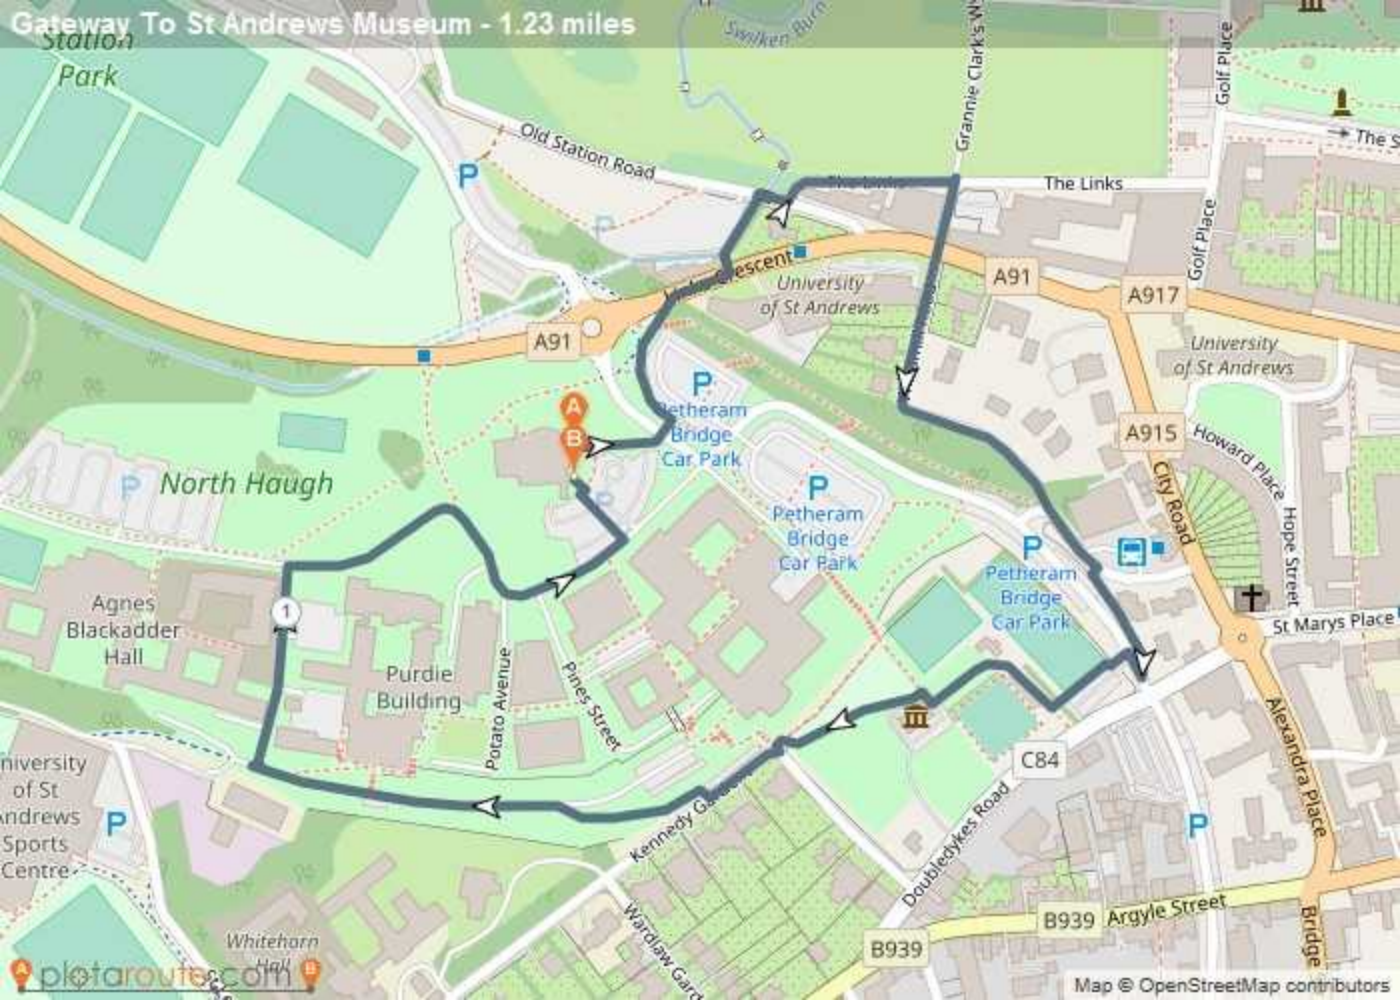 Gateway To St Andrews Museum - 1.23 miles
Station
Park
Swilken Burn
Grannie Clark's W
Golf Place
Old Station Road
The Links
The Links
The S
P
P
Golf Place
Crescent
University
of St Andrews
A91
A917
A91
University
of St Andrews
P
Petheram
Bridge
Car Park
A
B
A915
Howard Place
City Road
Hope Street
North Haugh
P
P
P
Petheram
Bridge
Car Park
P
Petheram
Bridge
Car Park
St Marys Place
Agnes
Blackadder
Hall
1
Purdie
Building
Potato Avenue
Pines Street
Alexandra Place
C84
niversity
of St
Andrews
Sports
Centre
P
Kennedy Gardens
Doubledykes Road
P
Wardlaw Gard
B939
Argyle Street
B939
Bridge
Whitehorn
Hall
A plotaroute.com B
Map © OpenStreetMap contributors